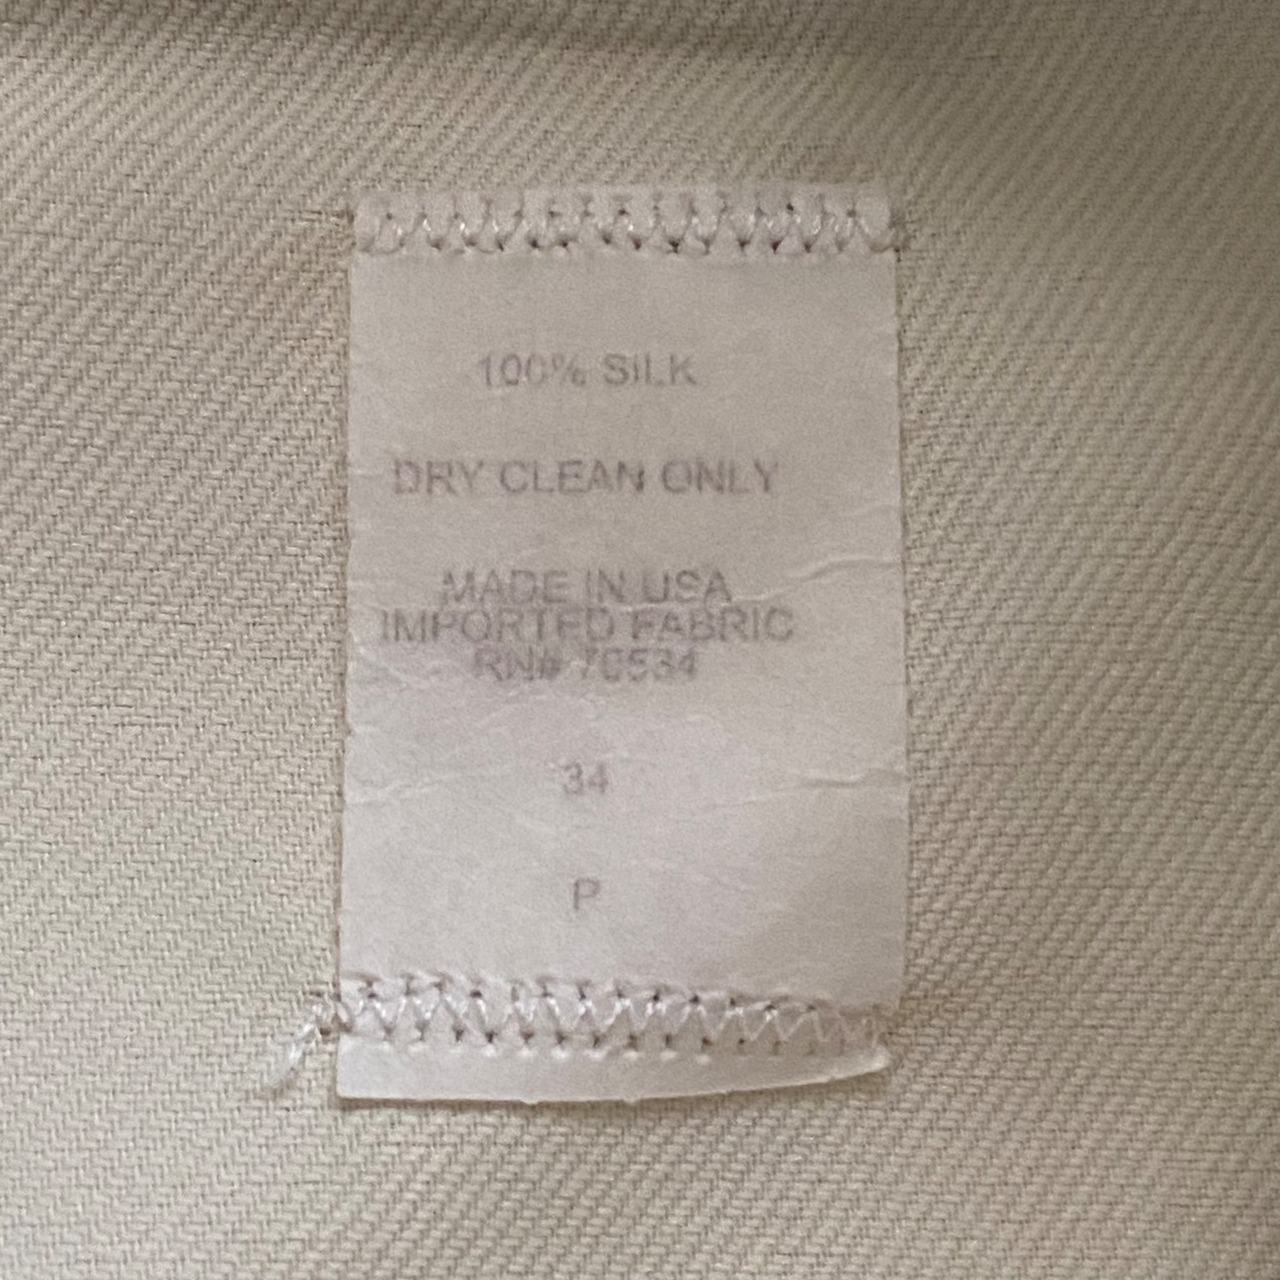 100% SILK
DRY CLEAN ONLY
MADE IN USA
IMPORTED FABRIC
RN# 70534
34
P